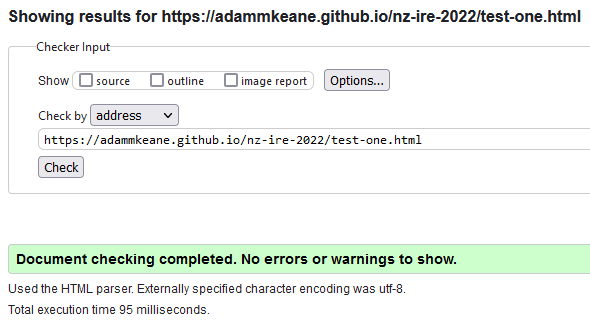 Showing results for https://adammkeane.github.io/nz-ire-2022/test-one.html
Checker Input
Show source outline image report Options...
Check by address
https://adammkeane.github.io/nz-ire-2022/test-one.html
Check
Document checking completed. No errors or warnings to show.
Used the HTML parser. Externally specified character encoding was utf-8.
Total execution time 95 milliseconds.